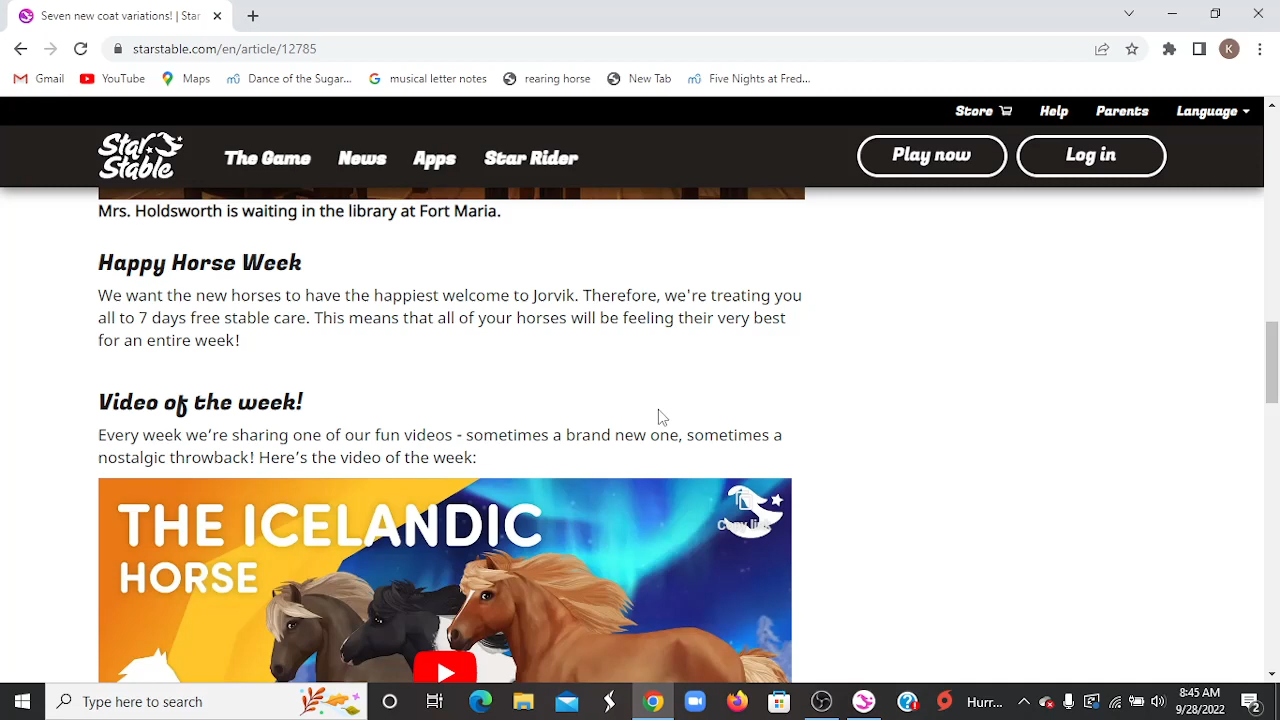 Seven new coat variations! | Star
starstable.com/en/article/12785
K
Gmail
YouTube
Maps
Dance of the Sugar...
musical letter notes
rearing horse
New Tab
Five Nights at Fred...
Store
Help
Parents
Language
Star
Stable
The Game
News
Apps
Star Rider
Play now
Log in
Mrs. Holdsworth is waiting in the library at Fort Maria.
Happy Horse Week
We want the new horses to have the happiest welcome to Jorvik. Therefore, we're treating you
all to 7 days free stable care. This means that all of your horses will be feeling their very best
for an entire week!
Video of the week!
Every week we’re sharing one of our fun videos - sometimes a brand new one, sometimes a
nostalgic throwback! Here’s the video of the week:
THE ICELANDIC
HORSE
Copy link
Type here to search
Hurr...
8:45 AM
9/28/2022
2